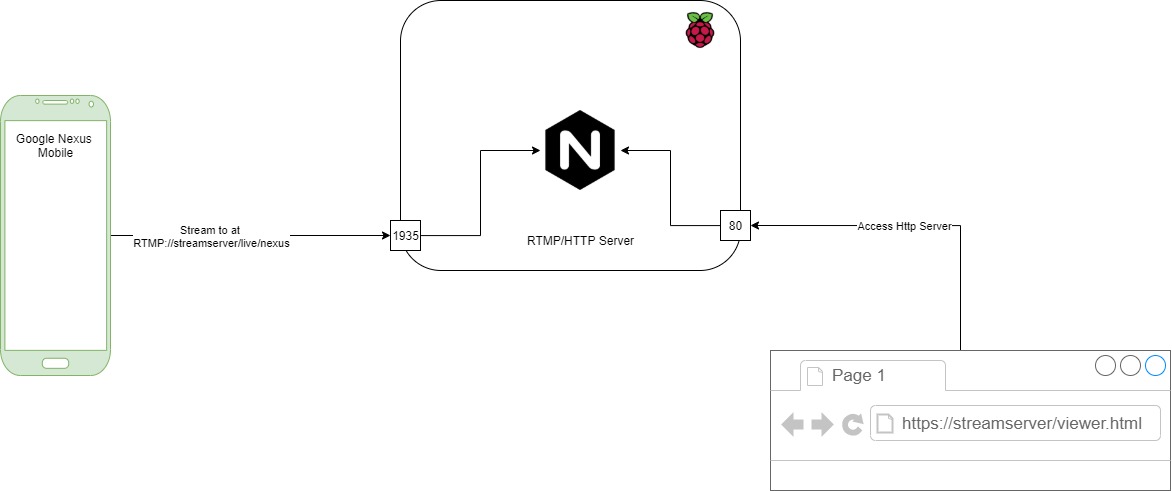 Google Nexus
Mobile
Stream to at
RTMP://streamserver/live/nexus
1935
N
RTMP/HTTP Server
80
Access Http Server
Page 1
https://streamserver/viewer.html